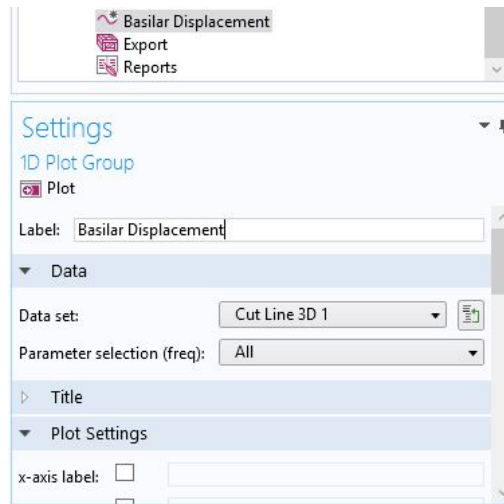 Basilar Displacement
Export
Reports
Settings
1D Plot Group
Plot
Label: Basilar Displacement
Data
Data set: Cut Line 3D 1
Parameter selection (freq): All
Title
Plot Settings
x-axis label: